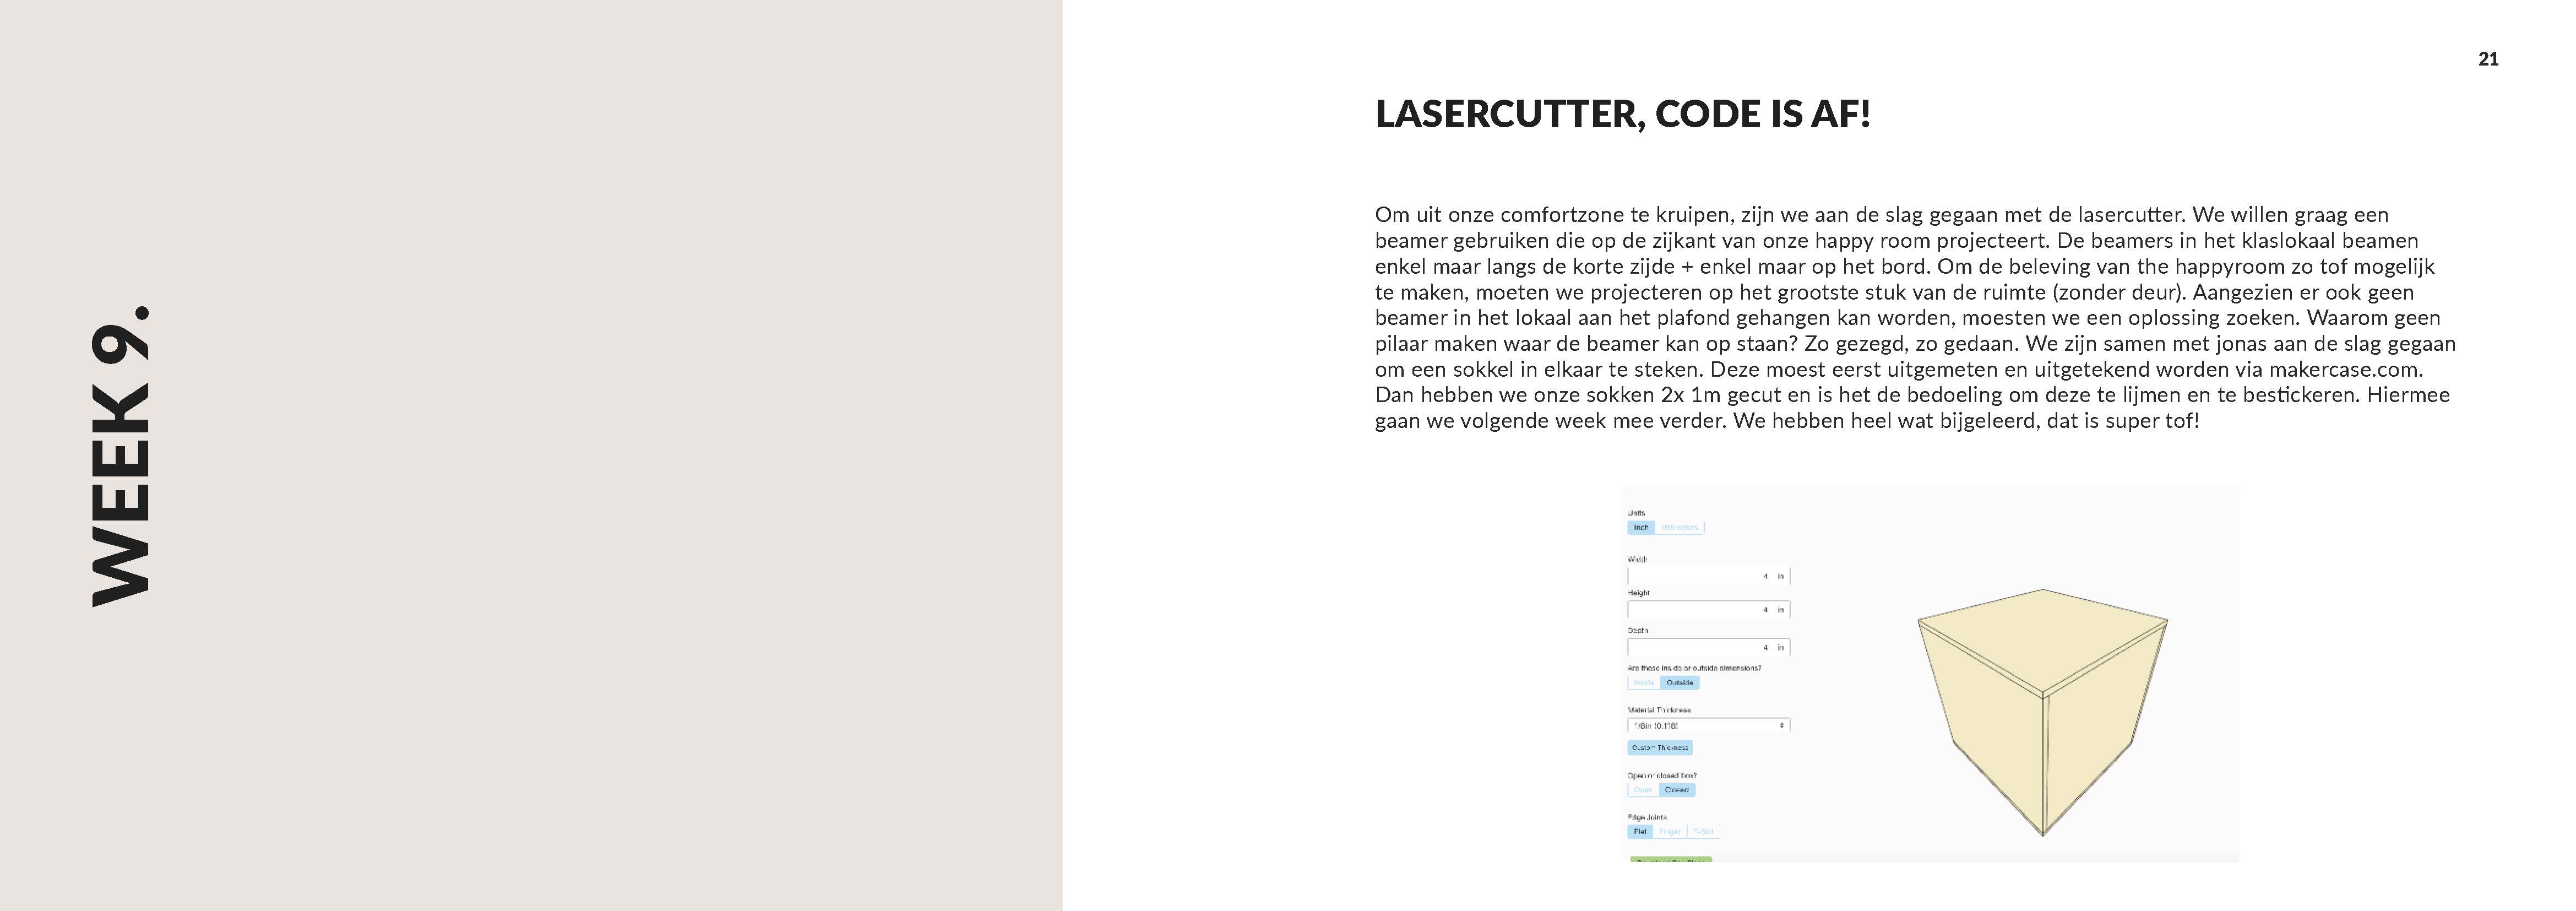 WEEK 9.
21
LASERCUTTER, CODE IS AF!
Om uit onze comfortzone te kruipen, zijn we aan de slag gegaan met de lasercutter. We willen graag een
beamer gebruiken die op de zijkant van onze happy room projecteert. De beamers in het klaslokaal beamen
enkel maar langs de korte zijde + enkel maar op het bord. Om de beleving van the happyroom zo tof mogelijk
te maken, moeten we projecteren op het grootste stuk van de ruimte (zonder deur). Aangezien er ook geen
beamer in het lokaal aan het plafond gehangen kan worden, moesten we een oplossing zoeken. Waarom geen
pilaar maken waar de beamer kan op staan? Zo gezegd, zo gedaan. We zijn samen met jonas aan de slag gegaan
om een sokkel in elkaar te steken. Deze moest eerst uitgemeten en uitgetekend worden via makercase.com.
Dan hebben we onze sokken 2x 1m gecut en is het de bedoeling om deze te lijmen en te bestickeren. Hiermee
gaan we volgende week mee verder. We hebben heel wat bijgeleerd, dat is super tof!
Units
Inch Millimeters
Width
4 in
Height
4 in
Depth
4 in
Are these inside or outside dimensions?
Inside Outside
Material Thickness
1/8in (0.118)
Custom Thickness
Open or closed box?
Open Closed
Edge Joints
Flat Finger T-Slot